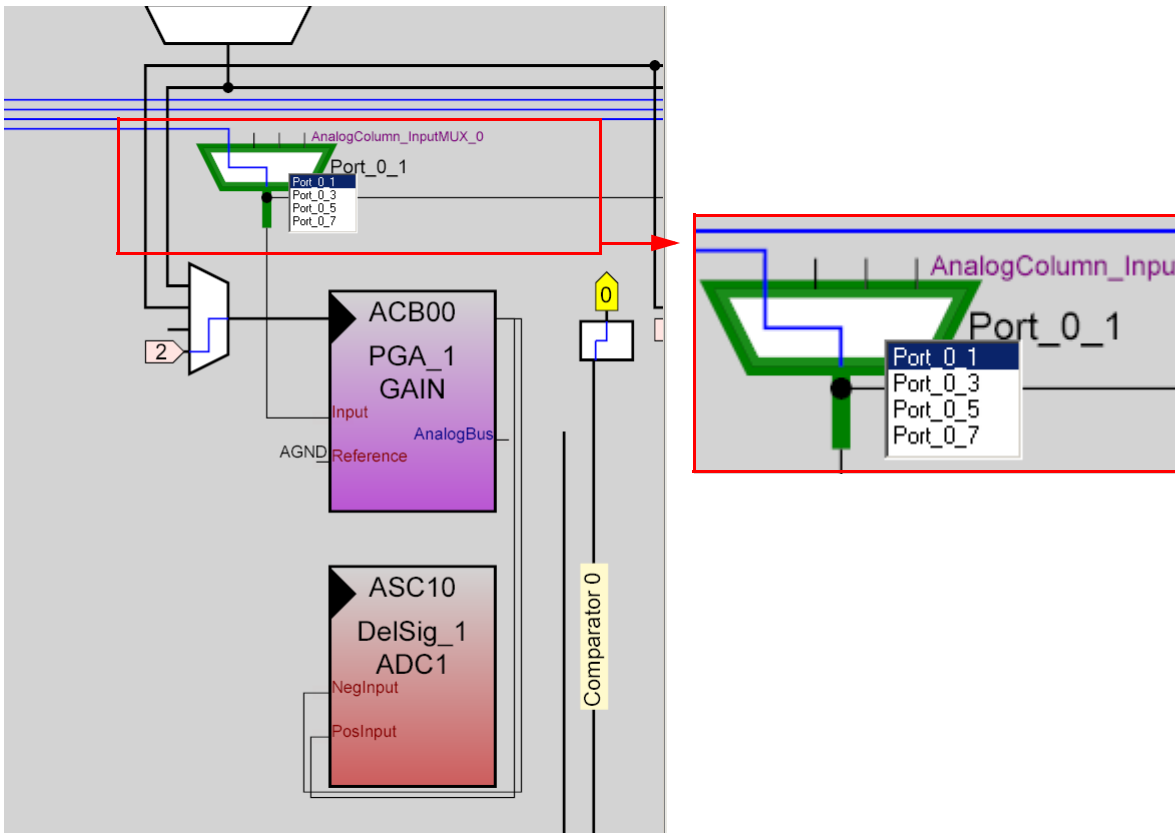 AnalogColumn_InputMUX_0
Port_0_1
Port_0_1
Port_0_3
Port_0_5
Port_0_7
2
ACB00
PGA_1
GAIN
Input
AnalogBus
AGND
Reference
0
ASC10
DelSig_1
ADC1
NegInput
PosInput
Comparator 0
AnalogColumn_Inpu
Port_0_1
Port_0_1
Port_0_3
Port_0_5
Port_0_7